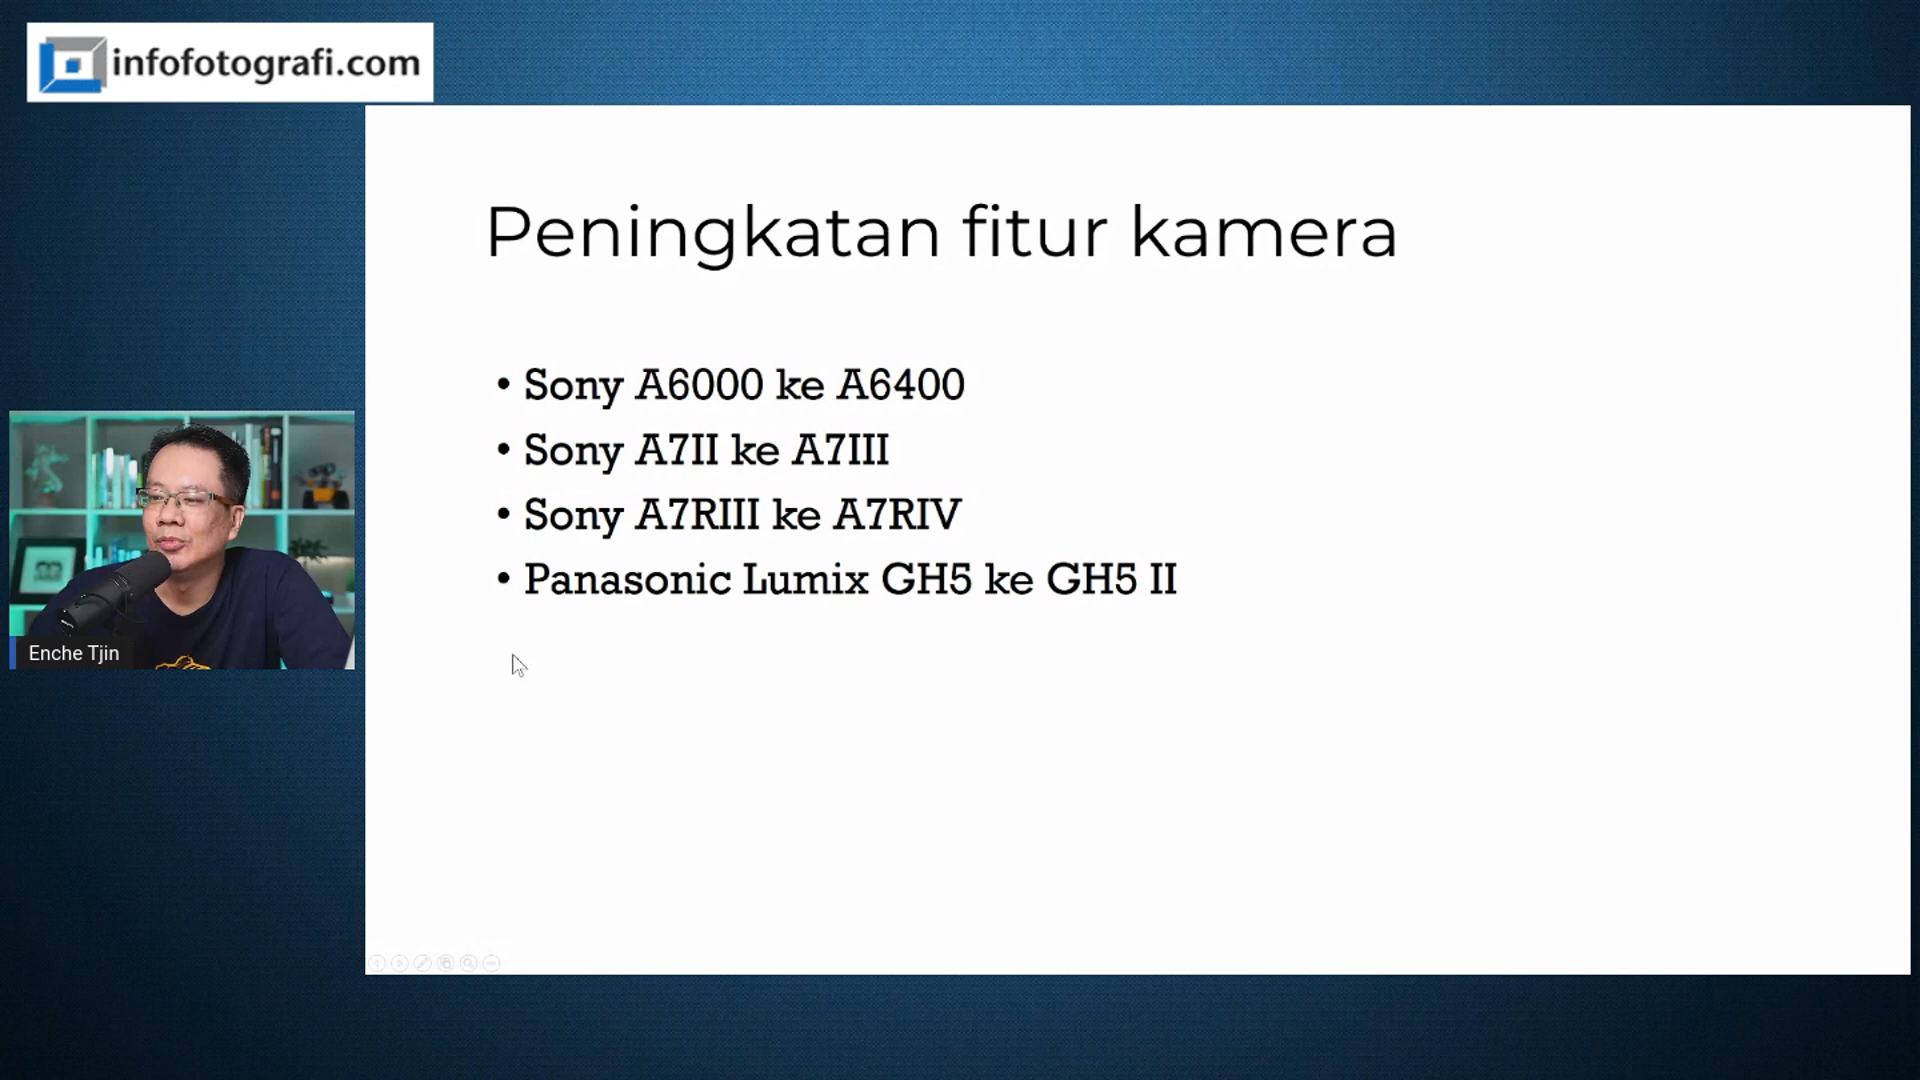 infofotografi.com
Peningkatan fitur kamera
• Sony A6000 ke A6400
• Sony A7II ke A7III
• Sony A7RIII ke A7RIV
• Panasonic Lumix GH5 ke GH5 II
Enche Tjin